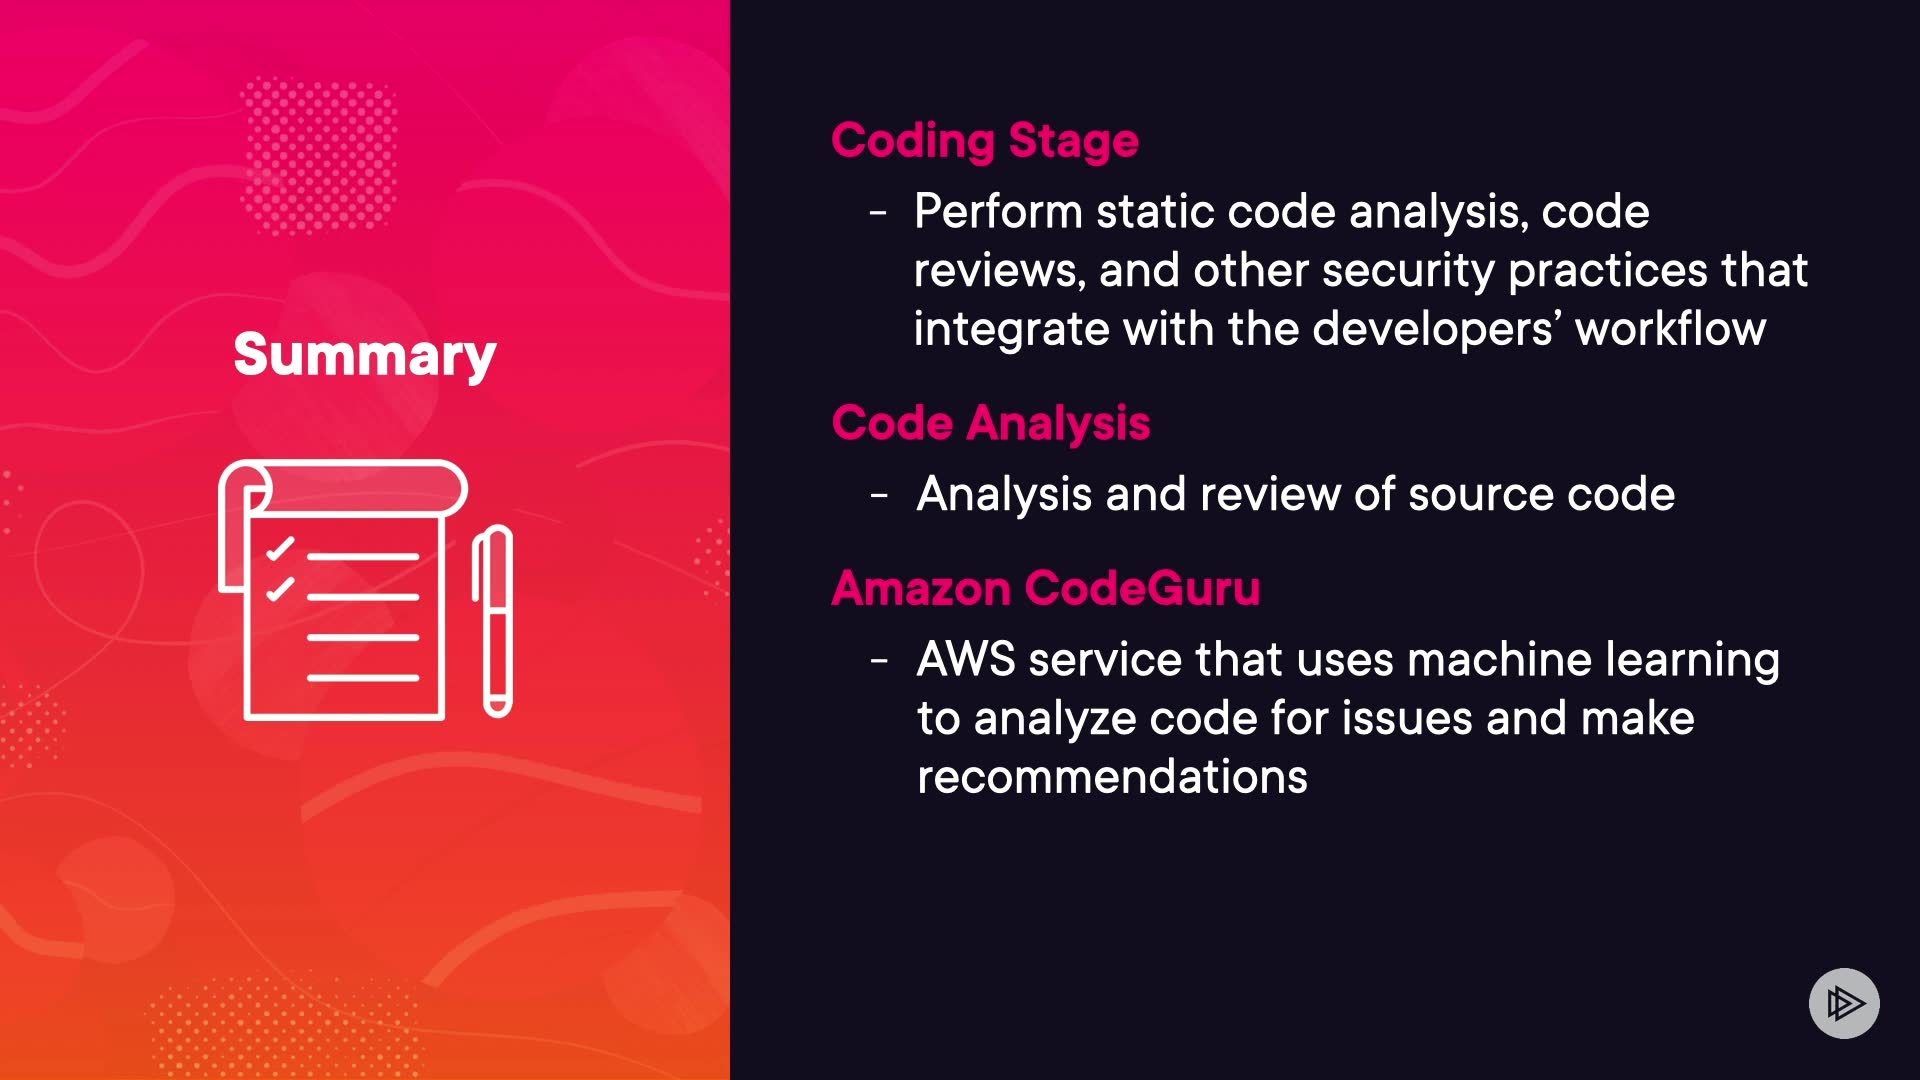 Summary
Coding Stage
- Perform static code analysis, code
reviews, and other security practices that
integrate with the developers’ workflow
Code Analysis
- Analysis and review of source code
Amazon CodeGuru
- AWS service that uses machine learning
to analyze code for issues and make
recommendations